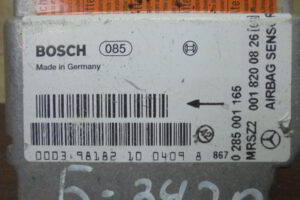 BOSCH 085
Made in Germany
0003.98182 10 0409 8 867
0 285 001 165
MRSZ2 001 820 08 26
AIRBAG SENSOR